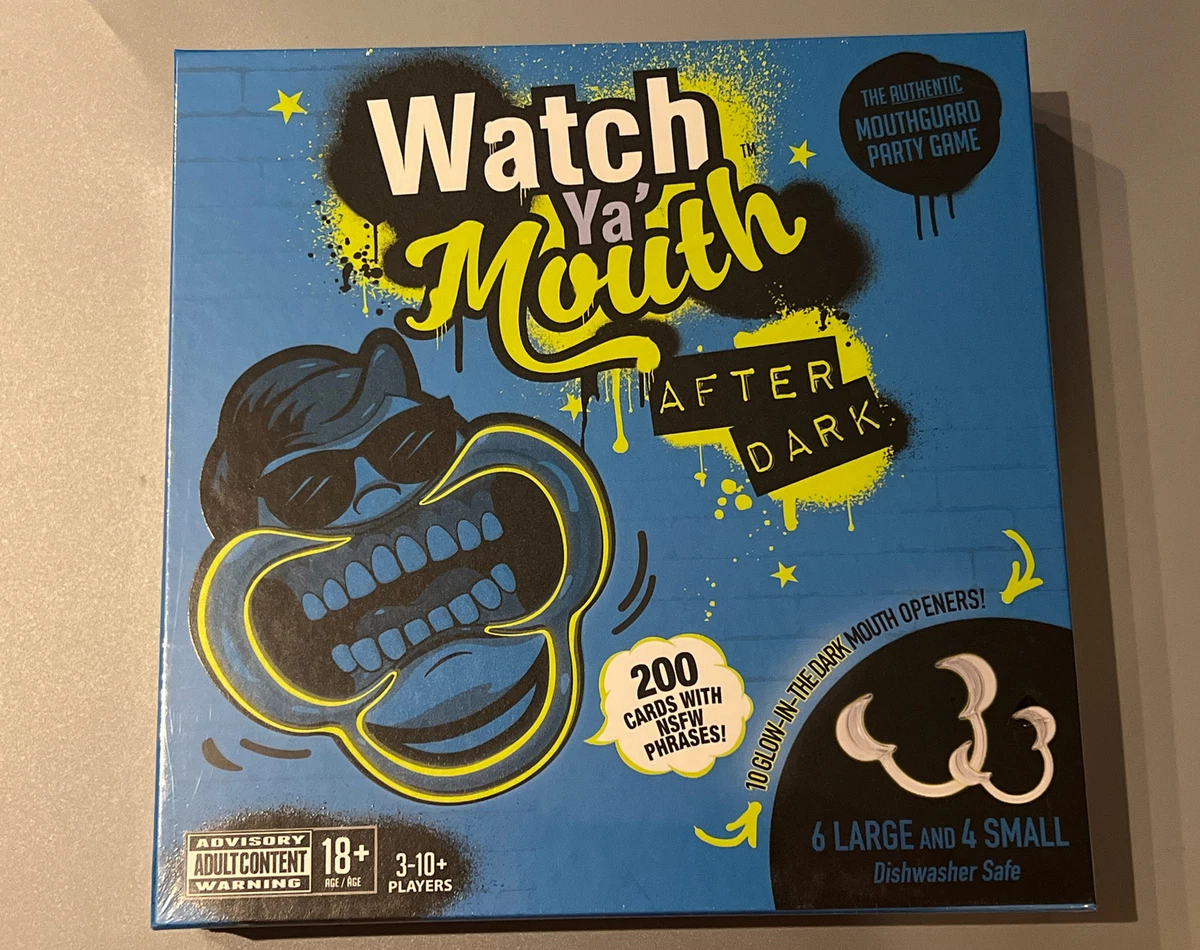 Watch
Ya'
Mouth
TM
THE AUTHENTIC
MOUTHGUARD
PARTY GAME
AFTER
DARK
200
CARDS WITH
NSFW
PHRASES!
10 GLOW-IN-THE-DARK MOUTH OPENERS!
6 LARGE AND 4 SMALL
Dishwasher Safe
ADVISORY
ADULT CONTENT
WARNING
18+
AGE / ÂGE
3-10+
PLAYERS